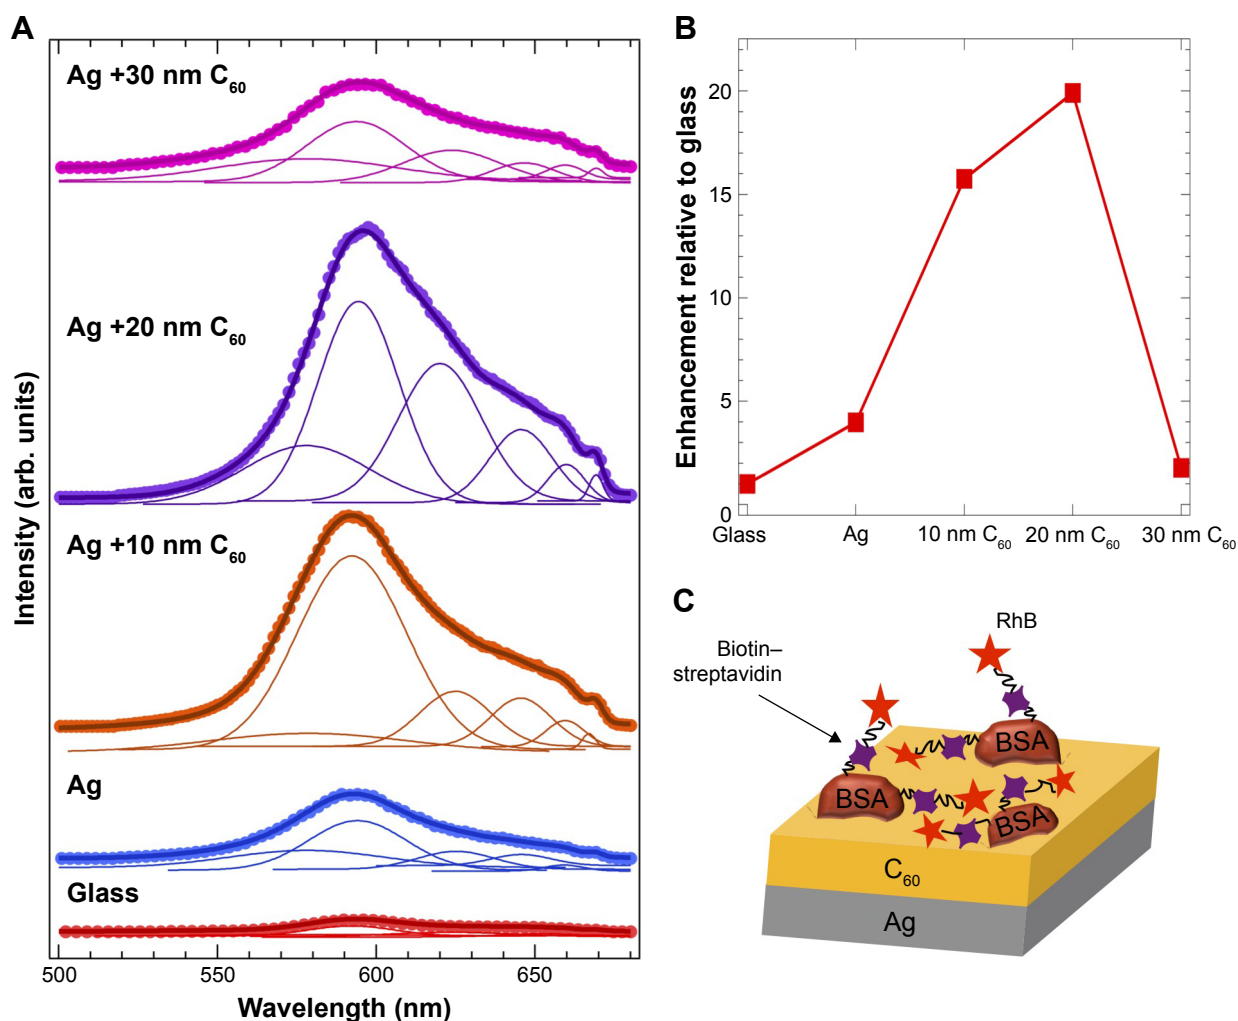 A
Ag +30 nm C₆₀
Ag +20 nm C₆₀
Ag +10 nm C₆₀
Ag
Glass
Intensity (arb. units)
500 550 600 650
Wavelength (nm)
B
Enhancement relative to glass
20
15
10
5
0
Glass Ag 10 nm C₆₀ 20 nm C₆₀ 30 nm C₆₀
C
RhB
Biotin–
streptavidin
BSA
BSA
BSA
C₆₀
Ag